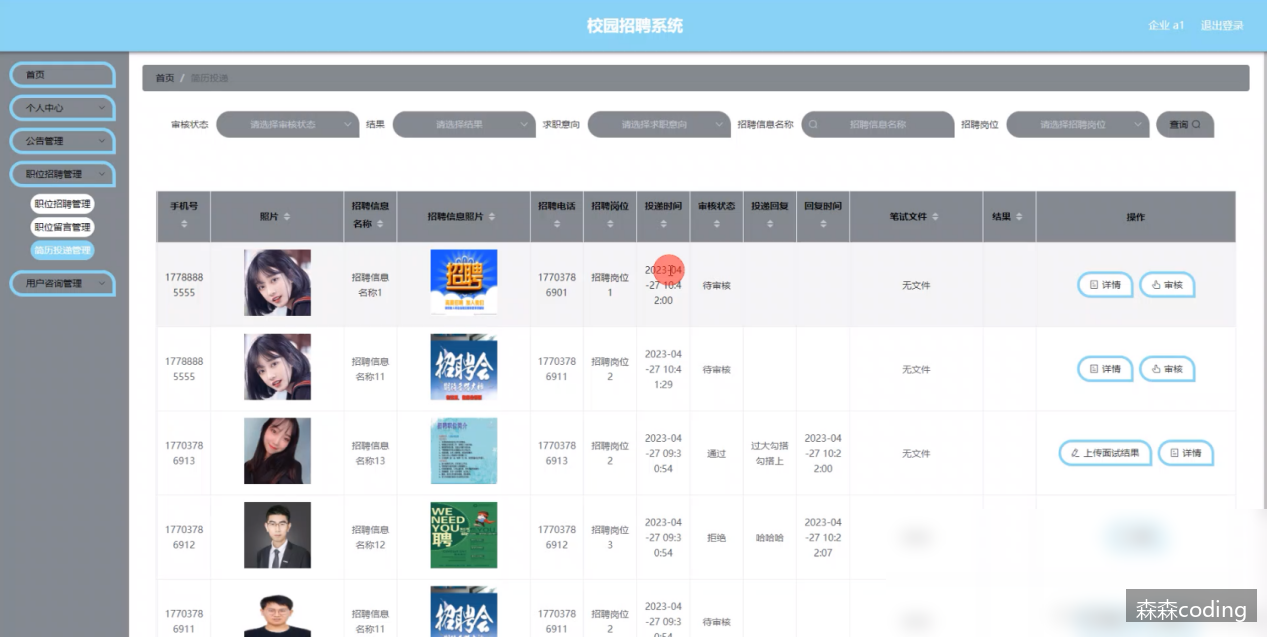 校园招聘系统
企业 a1 退出登录
首页
个人中心
公告管理
职位招聘管理
职位招聘管理
职位留言管理
简历投递管理
用户咨询管理
首页 / 简历投递
审核状态 请选择审核状态 结果 请选择结果 求职意向 请选择求职意向 招聘信息名称 招聘信息名称 招聘岗位 请选择招聘岗位 查询
手机号 照片 招聘信息名称 招聘信息照片 招聘电话 招聘岗位 投递时间 审核状态 投递回复 回复时间 笔试文件 结果 操作
17788885555 招聘信息名称1 招聘 17703786901 招聘岗位1 2023-04-27 10:42:00 待审核 无文件 详情 审核
17788885555 招聘信息名称11 招聘会 17703786911 招聘岗位2 2023-04-27 10:41:29 待审核 无文件 详情 审核
17703786913 招聘信息名称13 17703786913 招聘岗位2 2023-04-27 09:30:54 通过 过大勾搭勾搭上 2023-04-27 10:22:00 无文件 上传面试结果 详情
17703786912 招聘信息名称12 WE NEED YOU 聘 17703786912 招聘岗位3 2023-04-27 09:30:54 拒绝 哈哈哈 2023-04-27 10:22:07
17703786911 招聘信息名称11 招聘会 17703786911 招聘岗位2 2023-04-27 09:30:54 待审核
森森coding